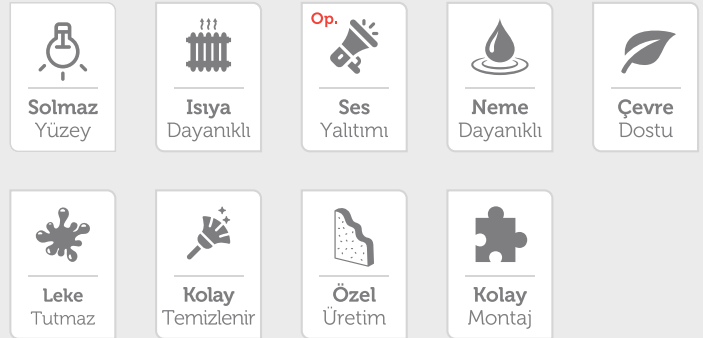 Solmaz
Yüzey
Isıya
Dayanıklı
Op.
Ses
Yalıtımı
Neme
Dayanıklı
Çevre
Dostu
Leke
Tutmaz
Kolay
Temizlenir
Özel
Üretim
Kolay
Montaj